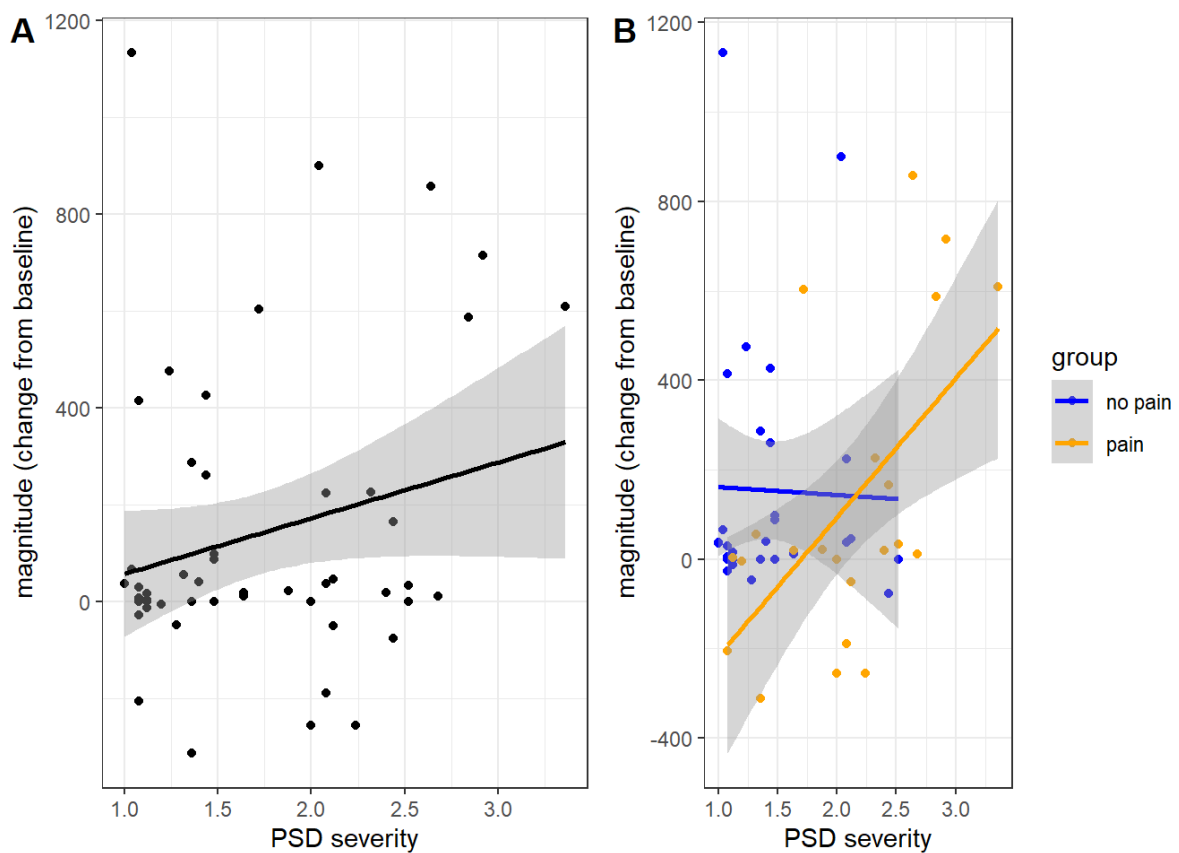 A
magnitude (change from baseline)
1200
800
400
0
1.0 1.5 2.0 2.5 3.0
PSD severity
B
magnitude (change from baseline)
1200
800
400
0
-400
1.0 1.5 2.0 2.5 3.0
PSD severity
group
no pain
pain